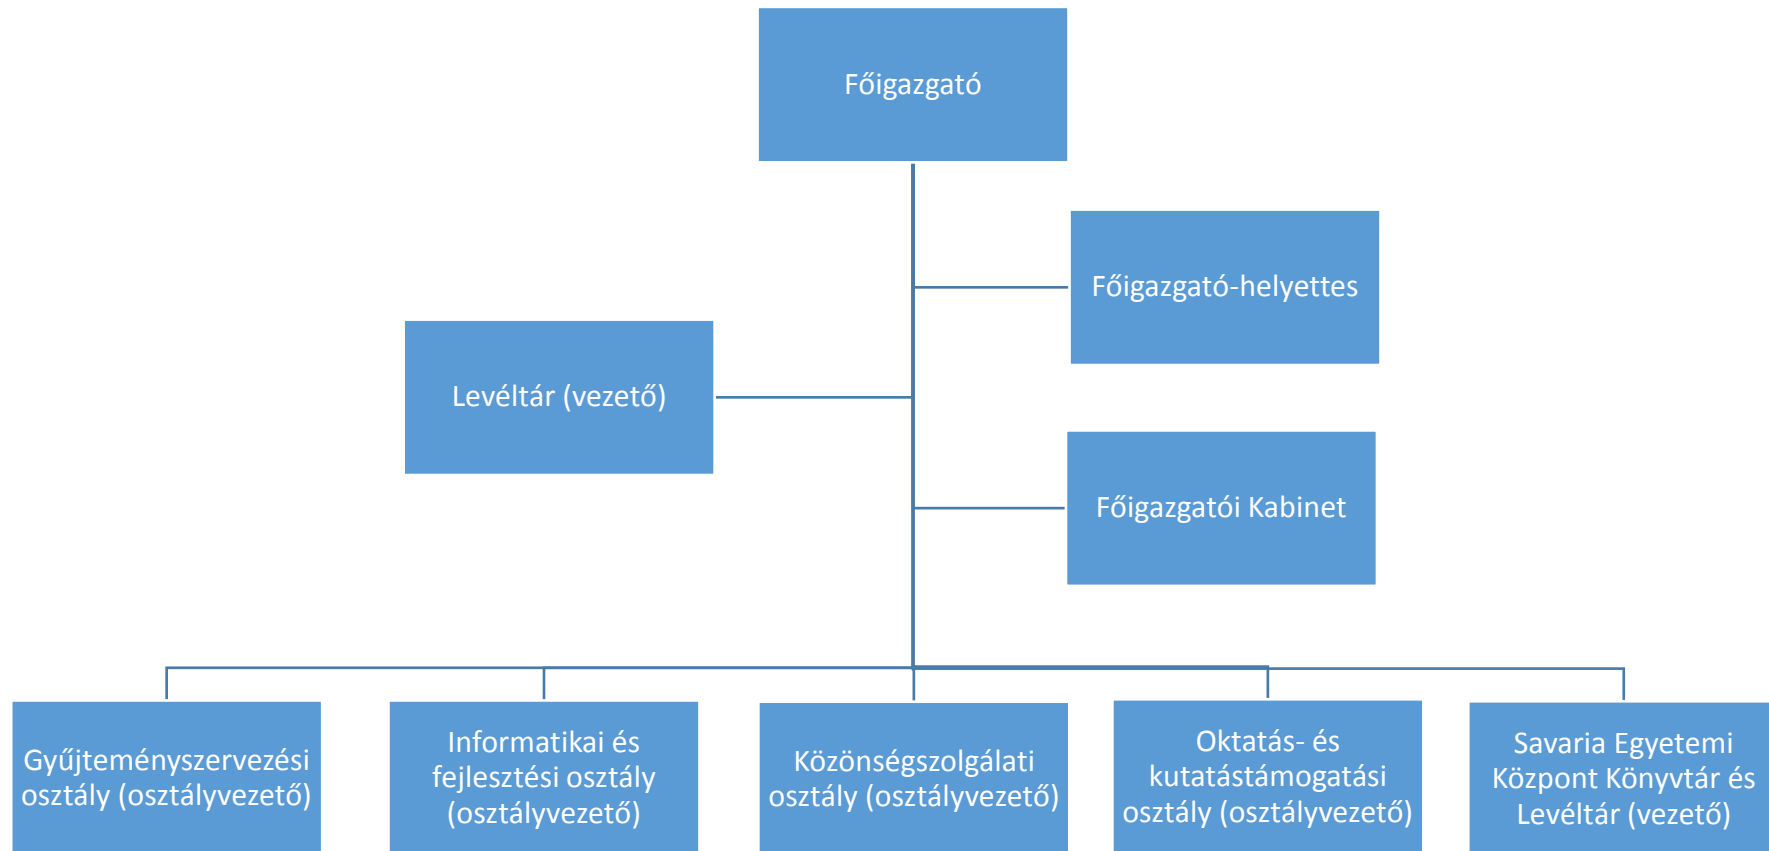 Főigazgató
Főigazgató-helyettes
Levéltár (vezető)
Főigazgatói Kabinet
Gyűjteményszervezési
osztály (osztályvezető)
Informatikai és
fejlesztési osztály
(osztályvezető)
Közönségszolgálati
osztály (osztályvezető)
Oktatás- és
kutatástámogatási
osztály (osztályvezető)
Savaria Egyetemi
Központ Könyvtár és
Levéltár (vezető)